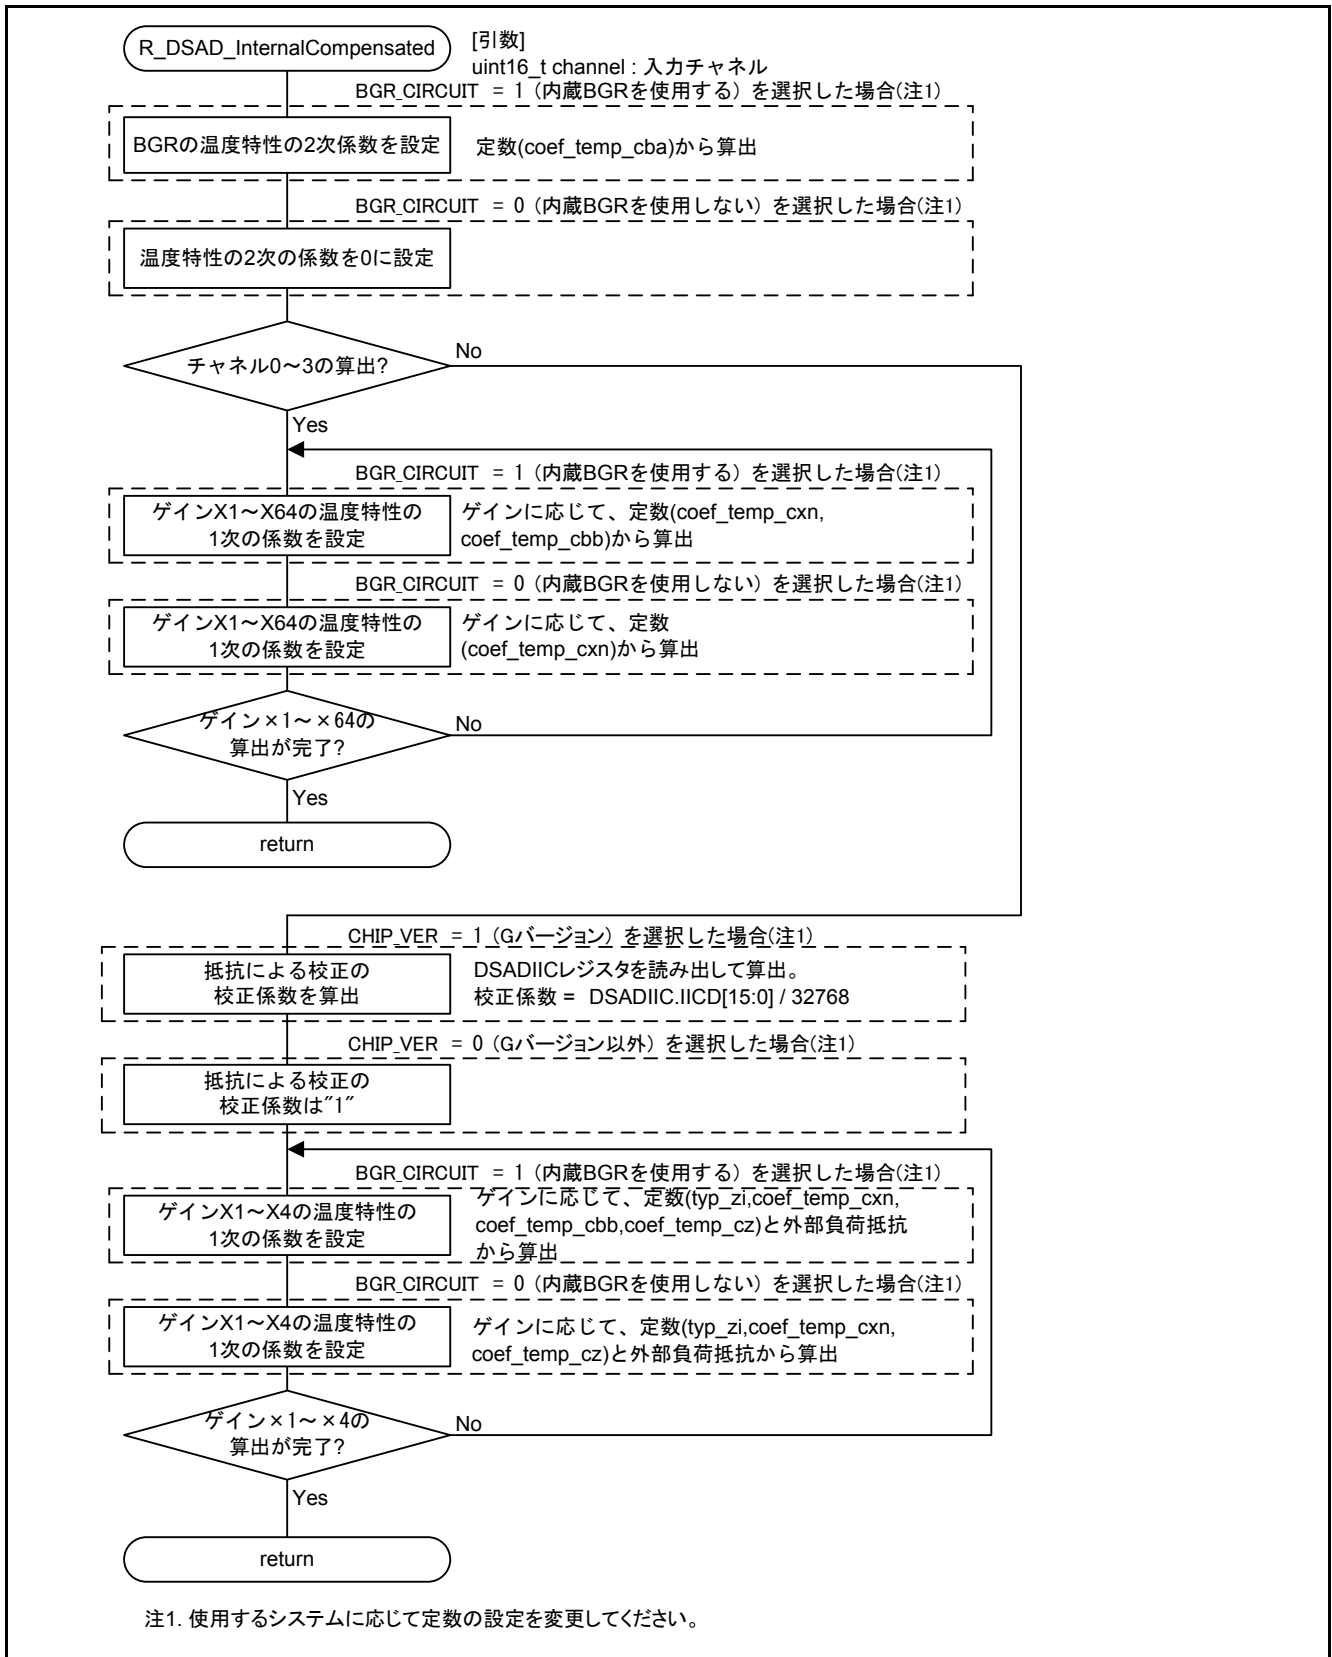 R_DSAD_InternalCompensated
[引数]
uint16_t channel : 入力チャネル
BGR_CIRCUIT = 1 (内蔵BGRを使用する) を選択した場合(注1)
BGRの温度特性の2次係数を設定
定数(coef_temp_cba)から算出
BGR_CIRCUIT = 0 (内蔵BGRを使用しない) を選択した場合(注1)
温度特性の2次の係数を0に設定
チャネル0～3の算出?
No
Yes
BGR_CIRCUIT = 1 (内蔵BGRを使用する) を選択した場合(注1)
ゲインX1～X64の温度特性の
1次の係数を設定
ゲインに応じて、定数(coef_temp_cxn,
coef_temp_cbb)から算出
BGR_CIRCUIT = 0 (内蔵BGRを使用しない) を選択した場合(注1)
ゲインX1～X64の温度特性の
1次の係数を設定
ゲインに応じて、定数
(coef_temp_cxn)から算出
ゲイン×1～×64の
算出が完了?
No
Yes
return
CHIP_VER = 1 (Gバージョン) を選択した場合(注1)
抵抗による校正の
校正係数を算出
DSADIICレジスタを読み出して算出。
校正係数 = DSADIIC.IICD[15:0] / 32768
CHIP_VER = 0 (Gバージョン以外) を選択した場合(注1)
抵抗による校正の
校正係数は"1"
BGR_CIRCUIT = 1 (内蔵BGRを使用する) を選択した場合(注1)
ゲインX1～X4の温度特性の
1次の係数を設定
ゲインに応じて、定数(typ_zi,coef_temp_cxn,
coef_temp_cbb,coef_temp_cz)と外部負荷抵抗
から算出
BGR_CIRCUIT = 0 (内蔵BGRを使用しない) を選択した場合(注1)
ゲインX1～X4の温度特性の
1次の係数を設定
ゲインに応じて、定数(typ_zi,coef_temp_cxn,
coef_temp_cz)と外部負荷抵抗から算出
ゲイン×1～×4の
算出が完了?
No
Yes
return
注1. 使用するシステムに応じて定数の設定を変更してください。